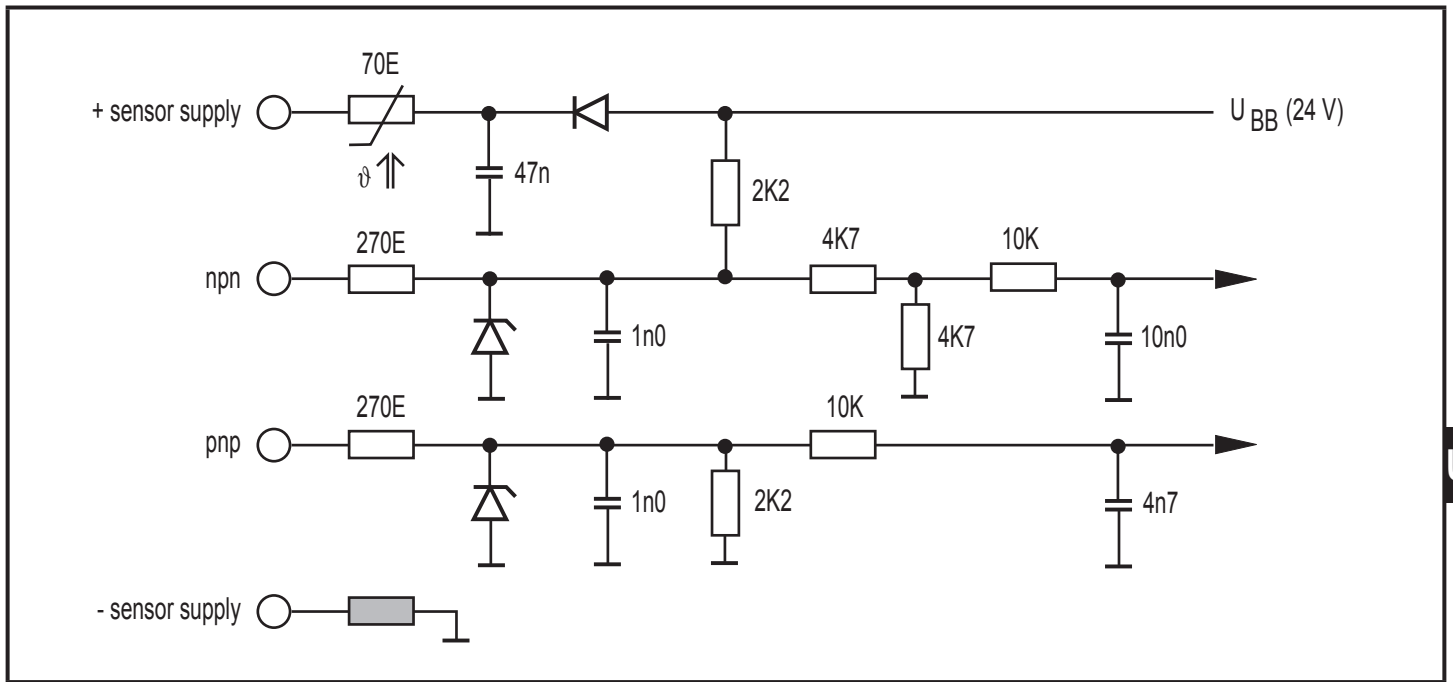 70E
+ sensor supply
U BB (24 V)
ϑ
47n
2K2
270E
4K7
10K
npn
1n0
4K7
10n0
270E
10K
pnp
1n0
2K2
4n7
- sensor supply